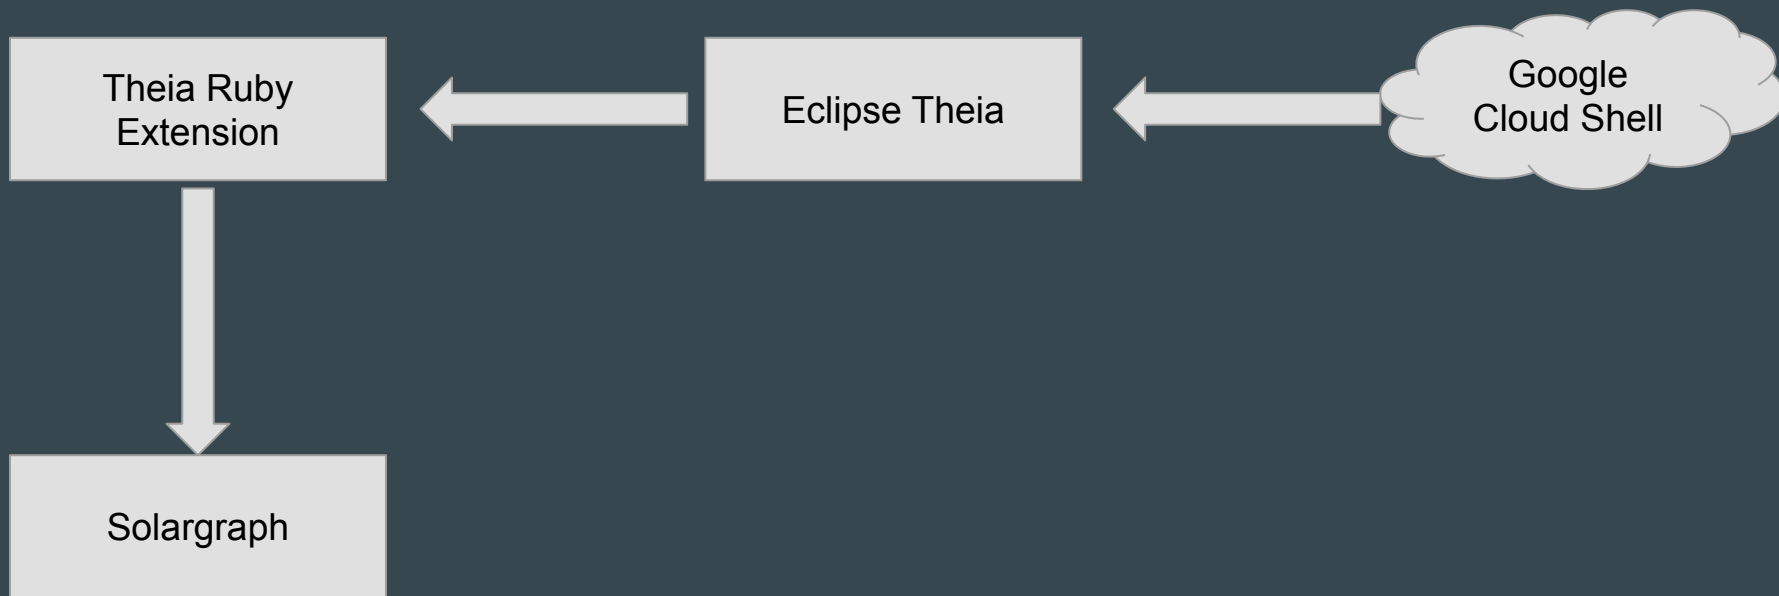 Theia Ruby
Extension
Eclipse Theia
Google
Cloud Shell
Solargraph